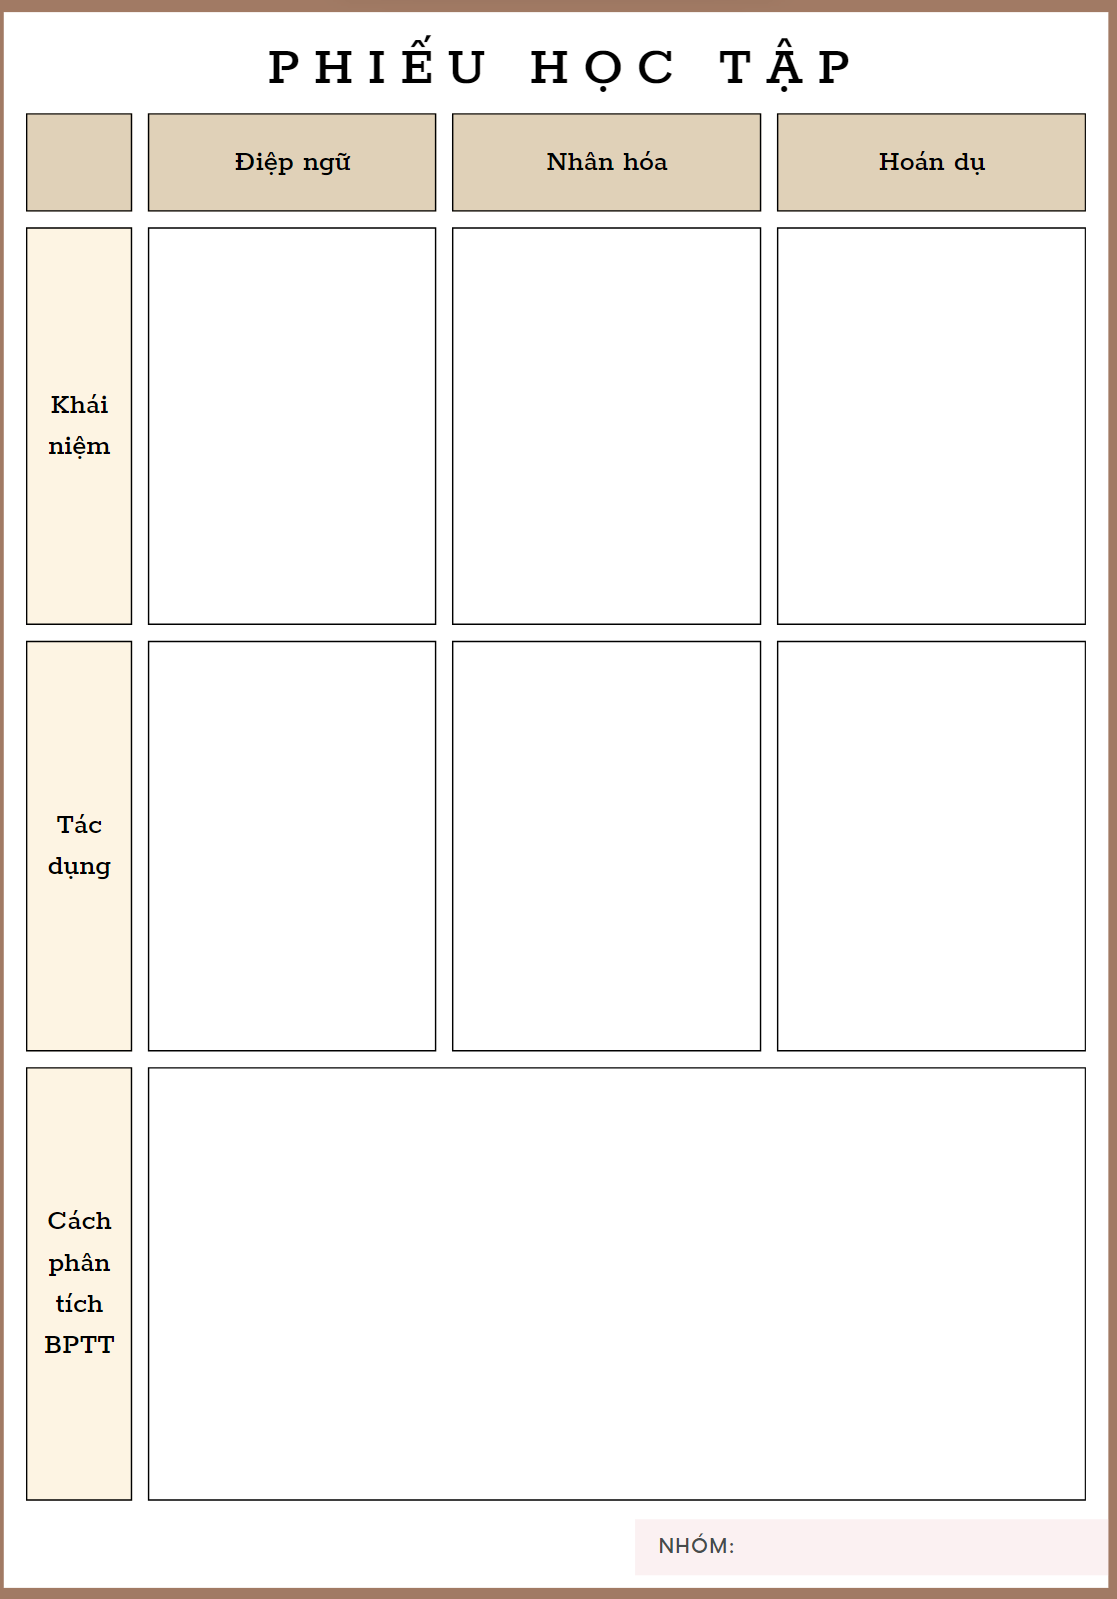 PHIẾU HỌC TẬP
Điệp ngữ
Nhân hóa
Hoán dụ
Khái
niệm
Tác
dụng
Cách
phân
tích
BPTT
NHÓM: